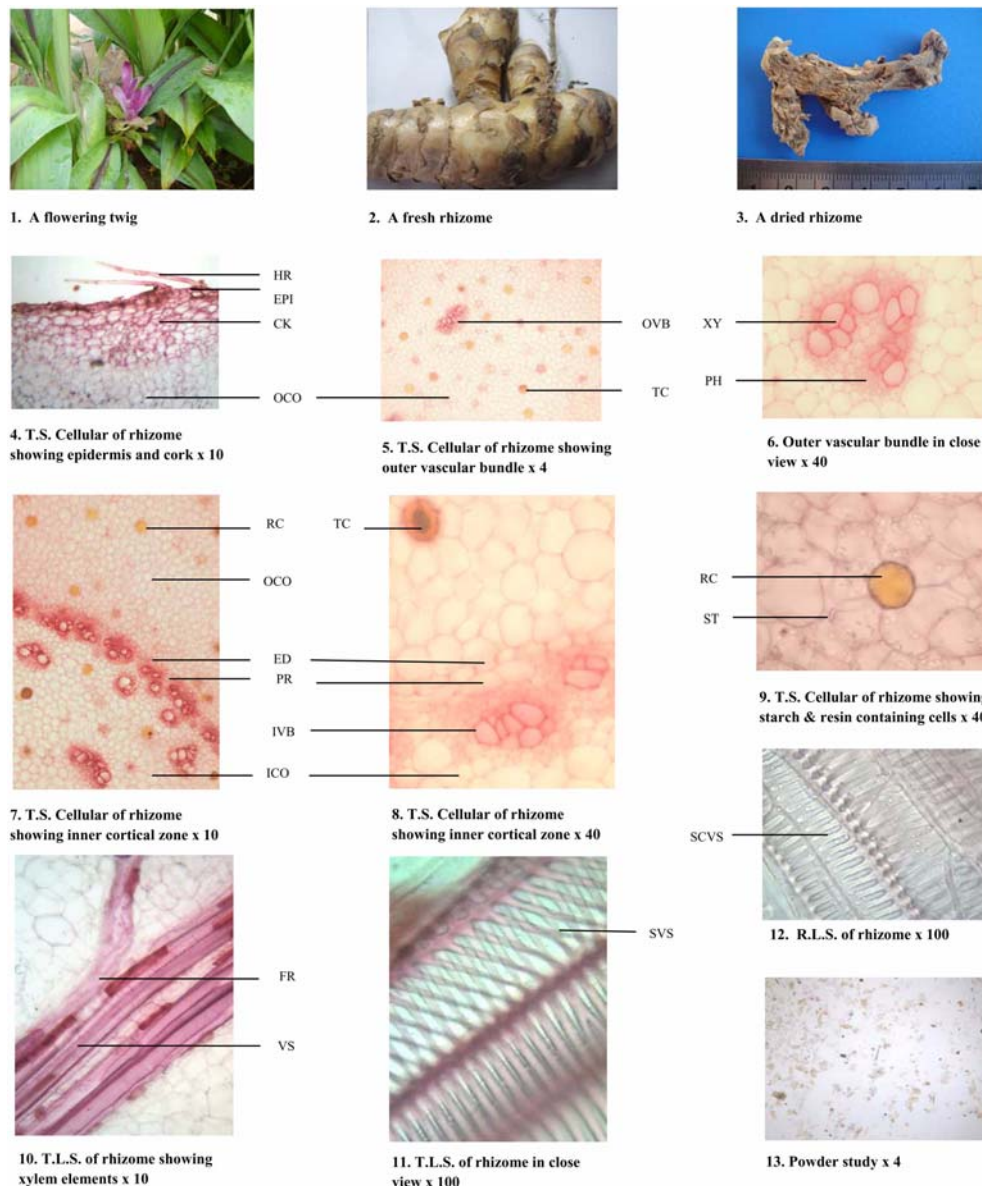 1. A flowering twig
2. A fresh rhizome
3. A dried rhizome
HR
EPI
CK
OCO
OVB
TC
XY
PH
4. T.S. Cellular of rhizome
showing epidermis and cork x 10
5. T.S. Cellular of rhizome showing
outer vascular bundle x 4
6. Outer vascular bundle in close
view x 40
RC
OCO
ED
PR
IVB
ICO
TC
RC
ST
7. T.S. Cellular of rhizome
showing inner cortical zone x 10
8. T.S. Cellular of rhizome
showing inner cortical zone x 40
9. T.S. Cellular of rhizome showing
starch & resin containing cells x 40
FR
VS
SVS
SCVS
12. R.L.S. of rhizome x 100
10. T.L.S. of rhizome showing
xylem elements x 10
11. T.L.S. of rhizome in close
view x 100
13. Powder study x 4